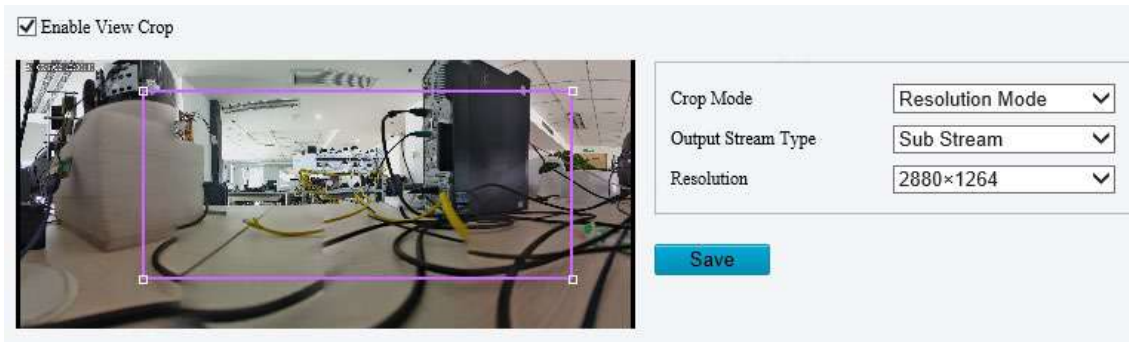 Enable View Crop
Crop Mode
Resolution Mode
Output Stream Type
Sub Stream
Resolution
2880×1264
Save